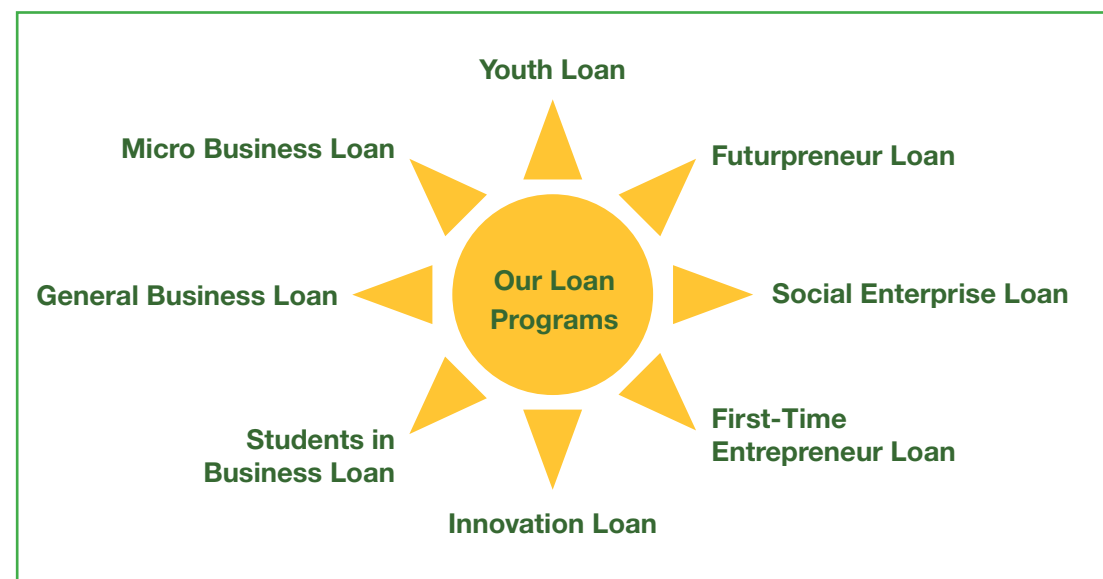 Youth Loan
Micro Business Loan
Futurpreneur Loan
General Business Loan
Our Loan
Programs
Social Enterprise Loan
Students in
Business Loan
First-Time
Entrepreneur Loan
Innovation Loan